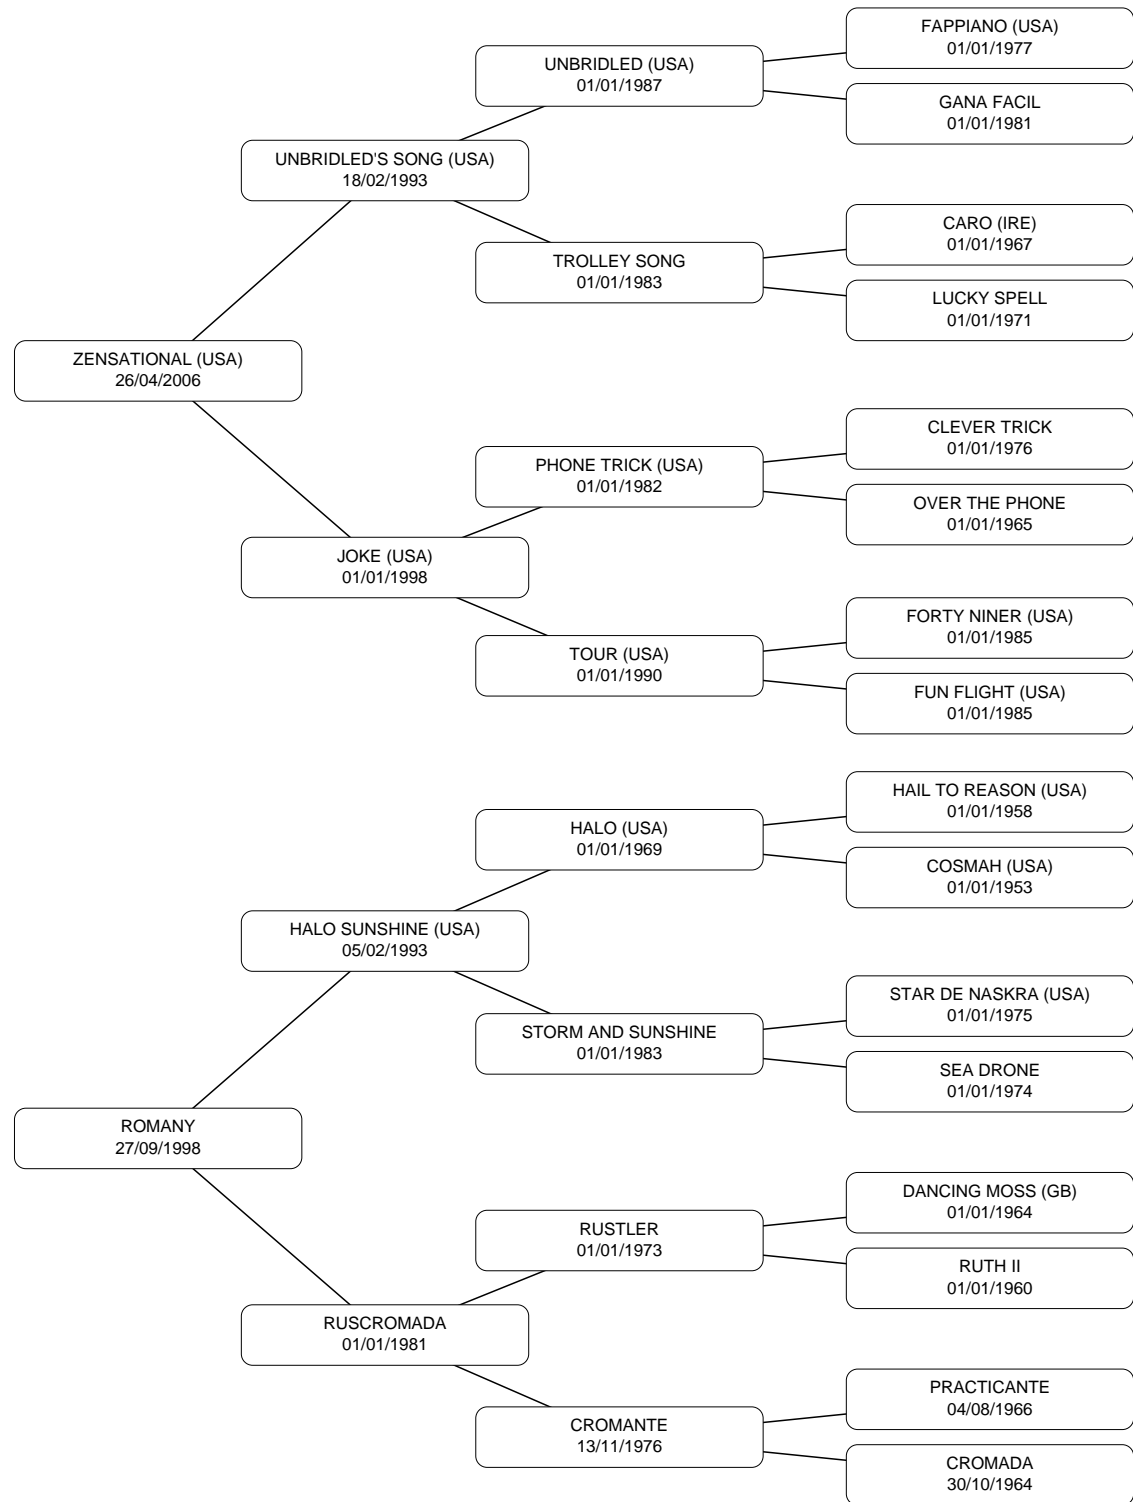 FAPPIANO (USA)
01/01/1977
UNBRIDLED (USA)
01/01/1987
GANA FACIL
01/01/1981
UNBRIDLED'S SONG (USA)
18/02/1993
CARO (IRE)
01/01/1967
TROLLEY SONG
01/01/1983
LUCKY SPELL
01/01/1971
ZENSATIONAL (USA)
26/04/2006
CLEVER TRICK
01/01/1976
PHONE TRICK (USA)
01/01/1982
OVER THE PHONE
01/01/1965
JOKE (USA)
01/01/1998
FORTY NINER (USA)
01/01/1985
TOUR (USA)
01/01/1990
FUN FLIGHT (USA)
01/01/1985
HAIL TO REASON (USA)
01/01/1958
HALO (USA)
01/01/1969
COSMAH (USA)
01/01/1953
HALO SUNSHINE (USA)
05/02/1993
STAR DE NASKRA (USA)
01/01/1975
STORM AND SUNSHINE
01/01/1983
SEA DRONE
01/01/1974
ROMANY
27/09/1998
DANCING MOSS (GB)
01/01/1964
RUSTLER
01/01/1973
RUTH II
01/01/1960
RUSCROMADA
01/01/1981
PRACTICANTE
04/08/1966
CROMANTE
13/11/1976
CROMADA
30/10/1964